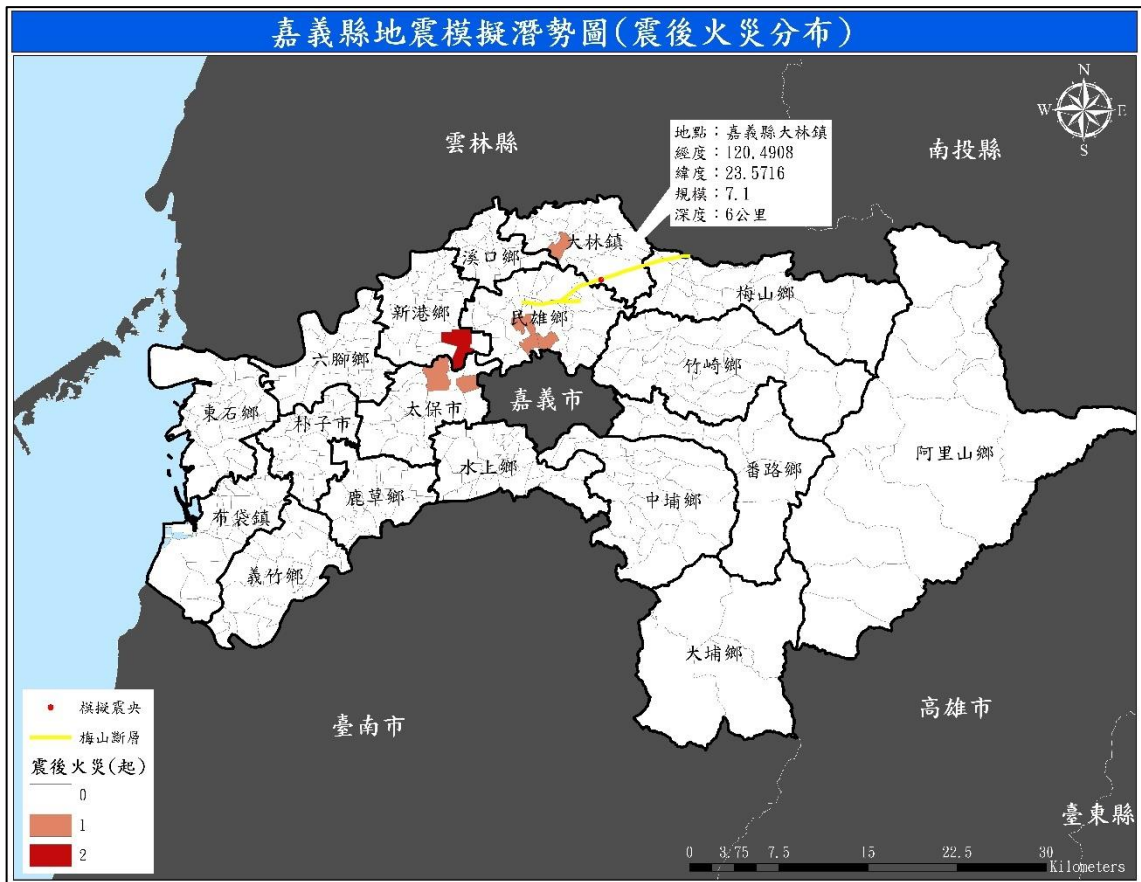 嘉義縣地震模擬潛勢圖(震後火災分布)
N
W
E
S
地點：嘉義縣大林鎮
經度：120.4908
緯度：23.5716
規模：7.1
深度：6公里
雲林縣
南投縣
大林鎮
溪口鄉
梅山鄉
新港鄉
民雄鄉
六腳鄉
竹崎鄉
東石鄉
朴子市
太保市
嘉義市
阿里山鄉
水上鄉
番路鄉
鹿草鄉
中埔鄉
布袋鎮
義竹鄉
大埔鄉
臺南市
高雄市
臺東縣
模擬震央
梅山斷層
震後火災(起)
0
1
2
0 3.75 7.5 15 22.5 30
Kilometers